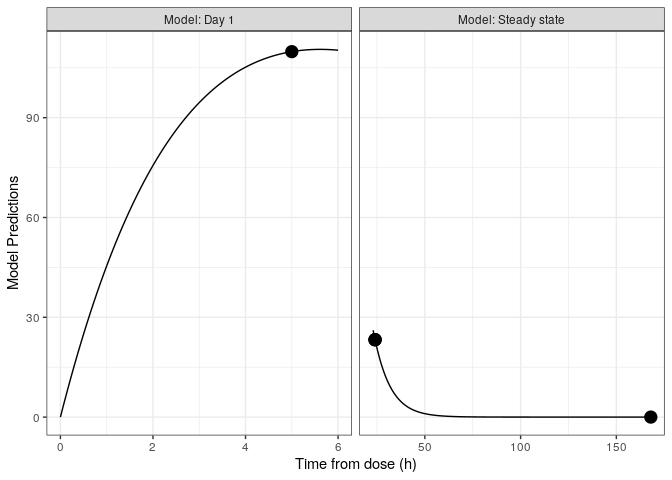 Model: Day 1
Model: Steady state
Model Predictions
90
60
30
0
0 2 4 6
50 100 150
Time from dose (h)